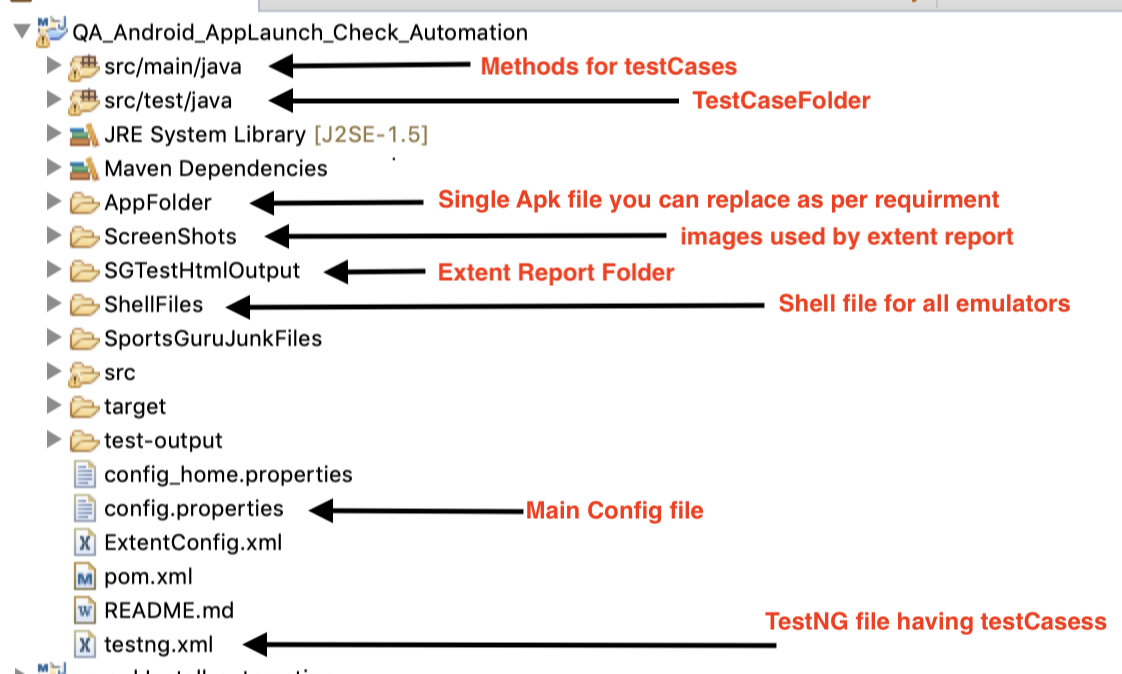 QA_Android_AppLaunch_Check_Automation
src/main/java Methods for testCases
src/test/java TestCaseFolder
JRE System Library [J2SE-1.5]
Maven Dependencies
AppFolder Single Apk file you can replace as per requirment
ScreenShots images used by extent report
SGTestHtmlOutput Extent Report Folder
ShellFiles Shell file for all emulators
SportsGuruJunkFiles
src
target
test-output
config_home.properties
config.properties Main Config file
ExtentConfig.xml
pom.xml
README.md
testng.xml TestNG file having testCasess